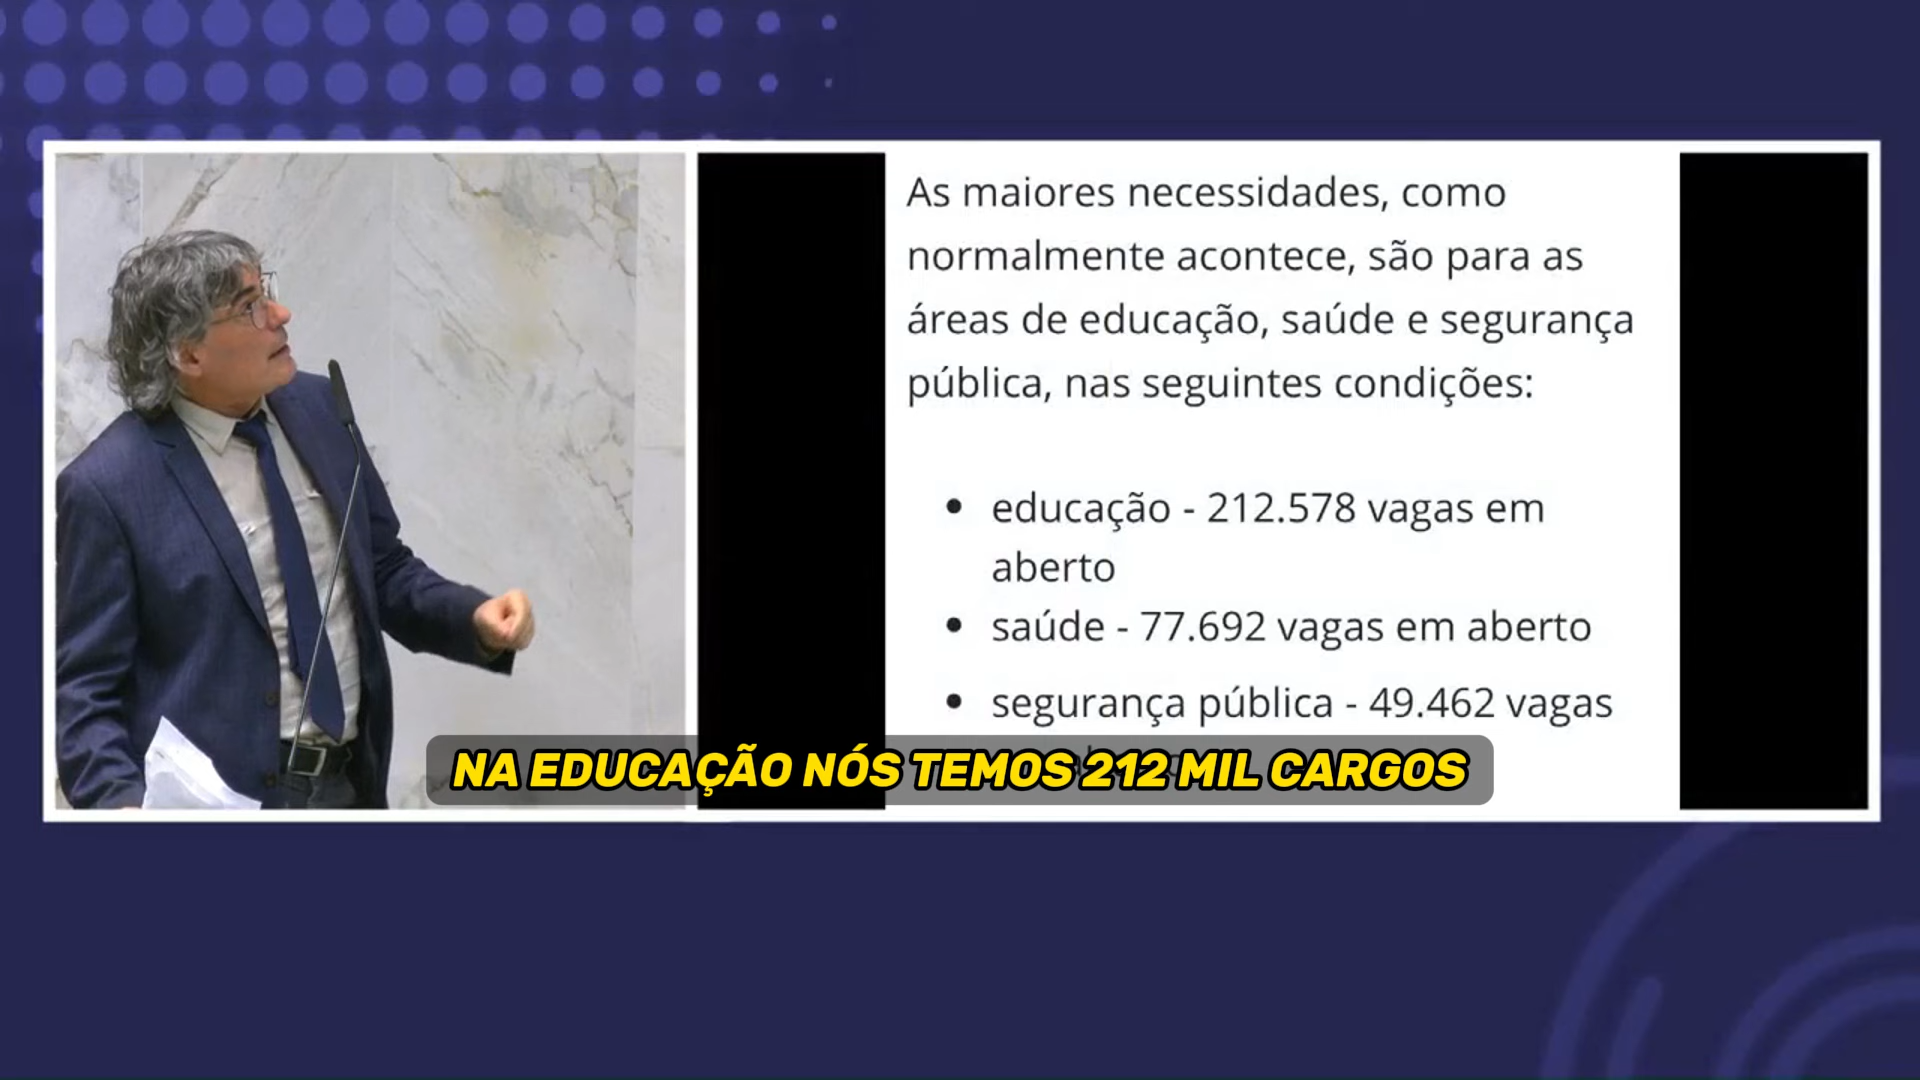 As maiores necessidades, como
normalmente acontece, são para as
áreas de educação, saúde e segurança
pública, nas seguintes condições:
• educação - 212.578 vagas em
aberto
• saúde - 77.692 vagas em aberto
• segurança pública - 49.462 vagas
NA EDUCAÇÃO NÓS TEMOS 212 MIL CARGOS